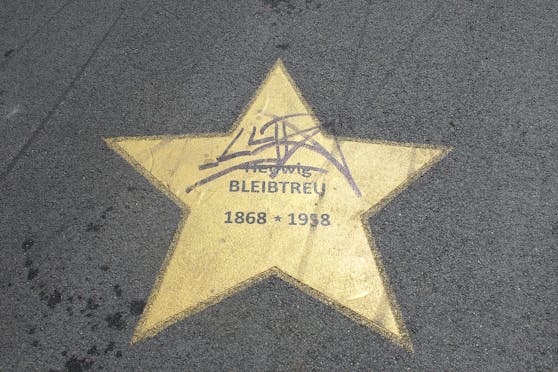 Hedwig
BLEIBTREU
1868 * 1958